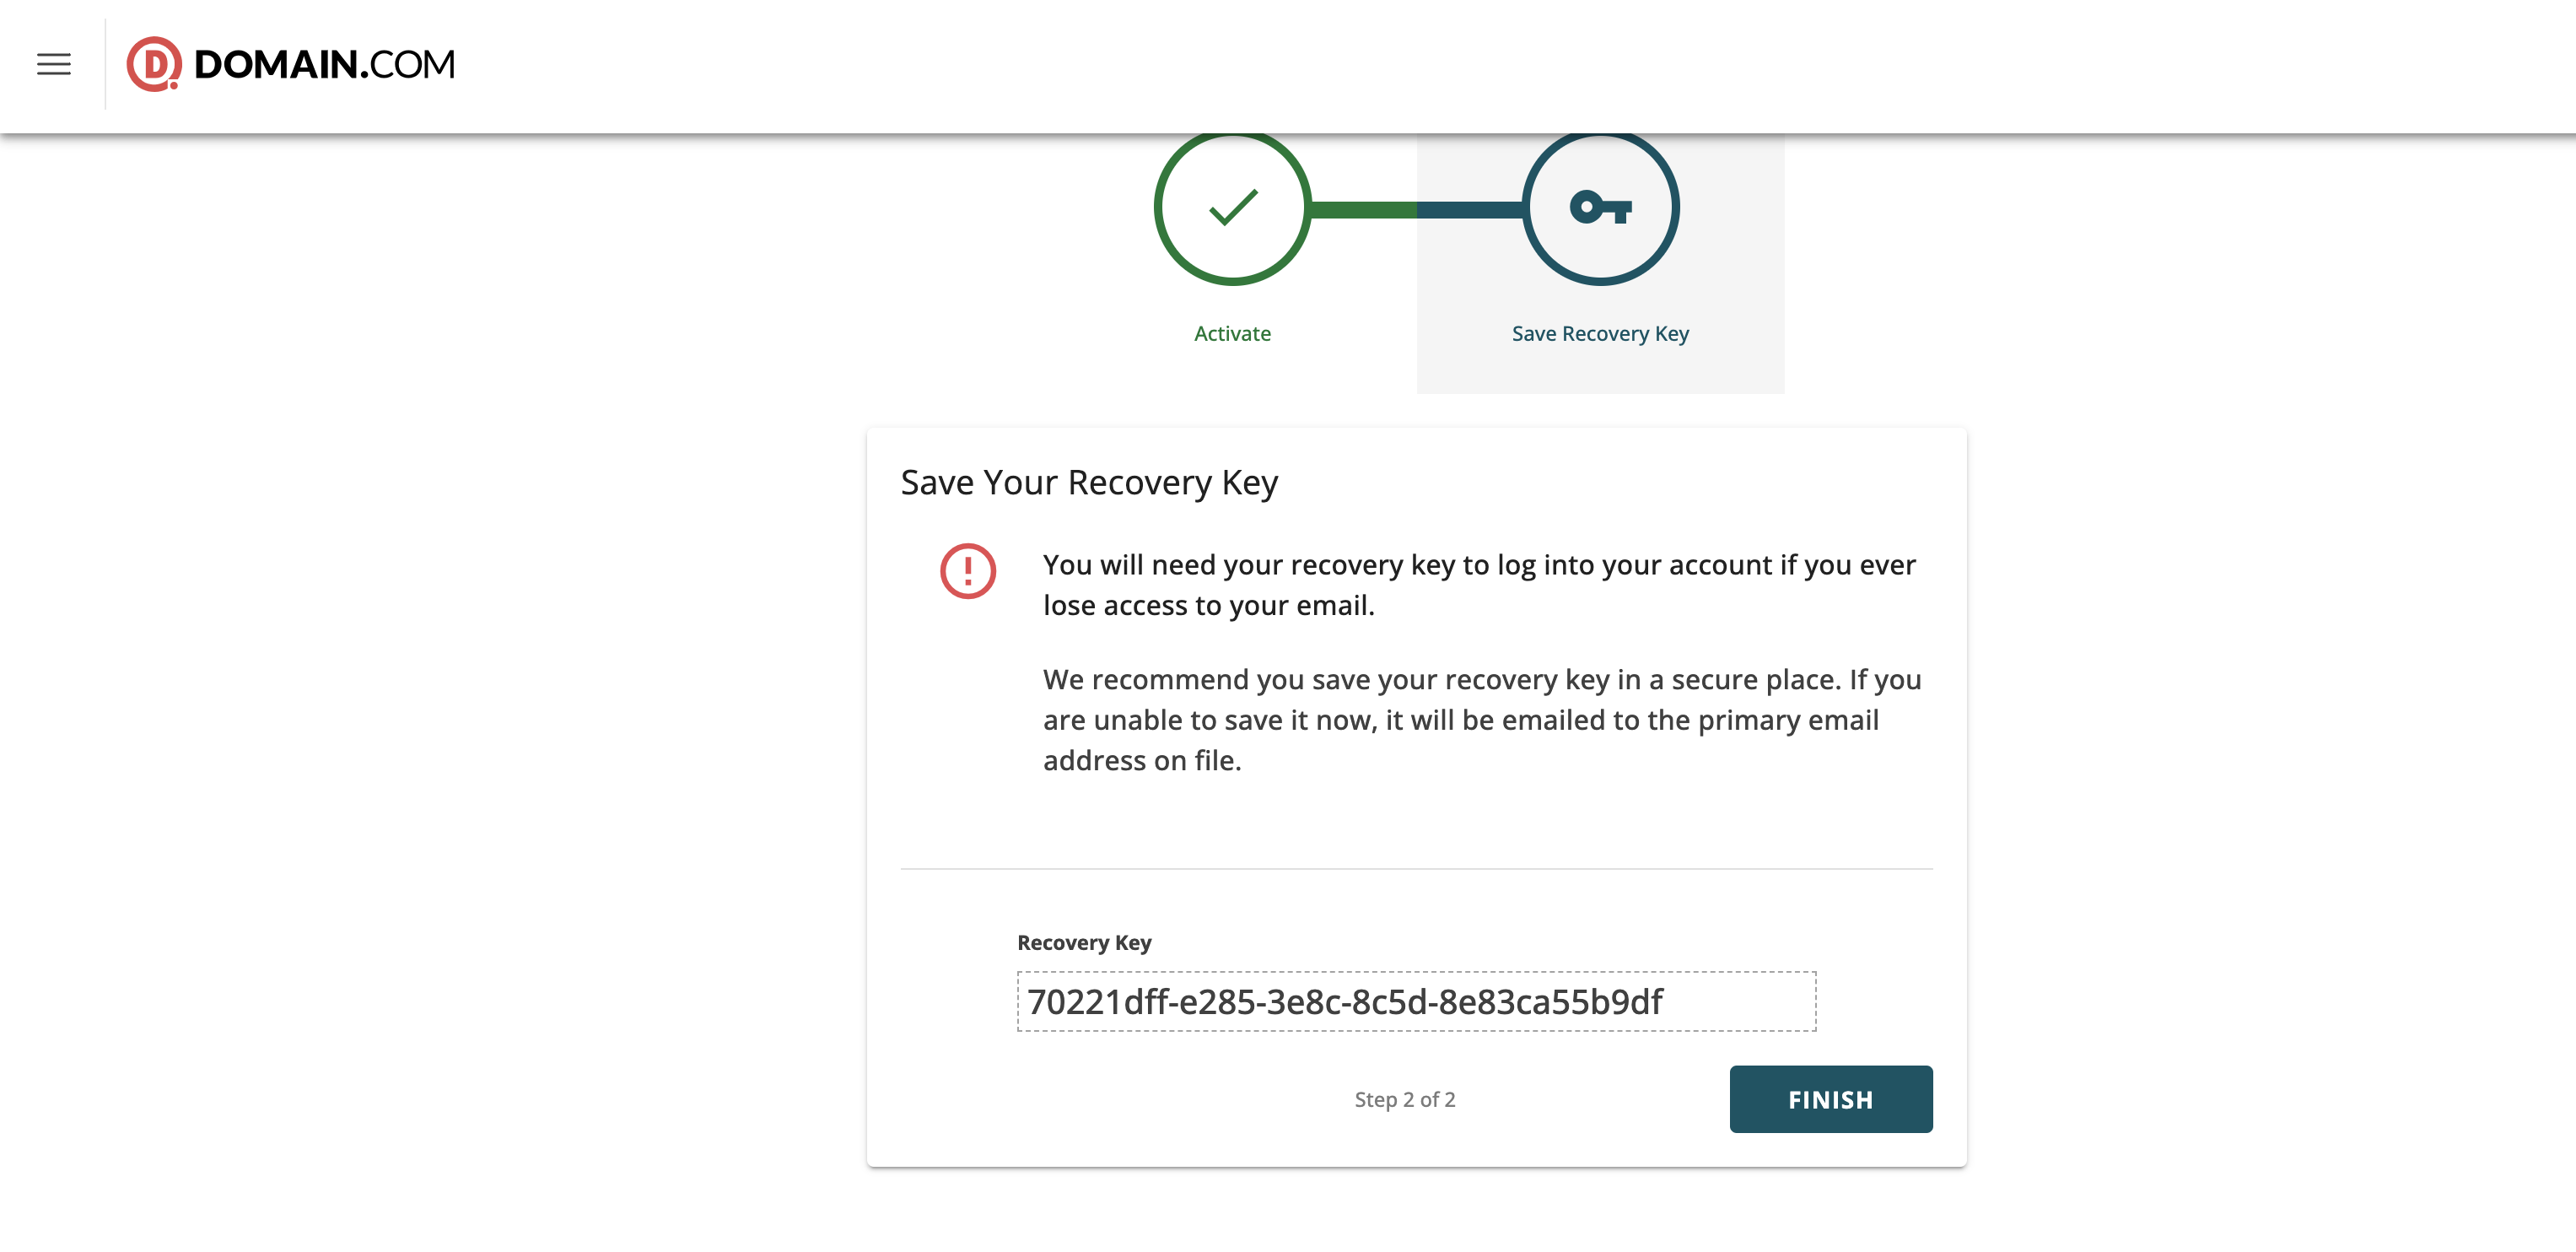 DOMAIN.COM
Activate
Save Recovery Key
Save Your Recovery Key
You will need your recovery key to log into your account if you ever
lose access to your email.
We recommend you save your recovery key in a secure place. If you
are unable to save it now, it will be emailed to the primary email
address on file.
Recovery Key
70221dff-e285-3e8c-8c5d-8e83ca55b9df
Step 2 of 2
FINISH